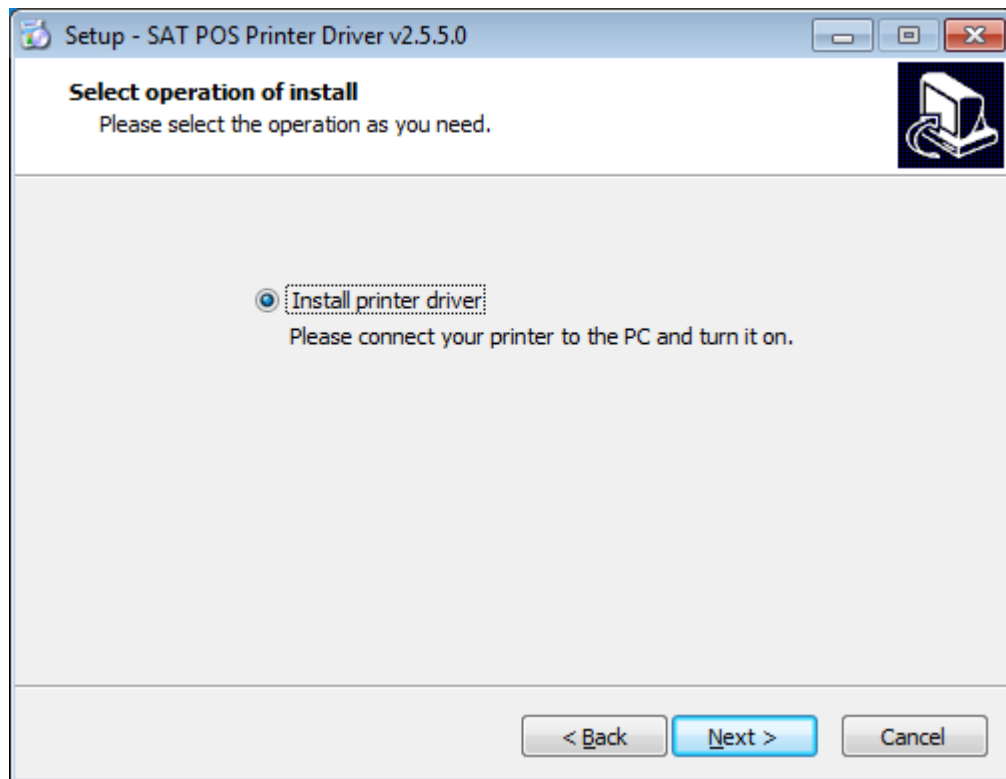 Setup - SAT POS Printer Driver v2.5.5.0
Select operation of install
Please select the operation as you need.
Install printer driver
Please connect your printer to the PC and turn it on.
< Back Next > Cancel